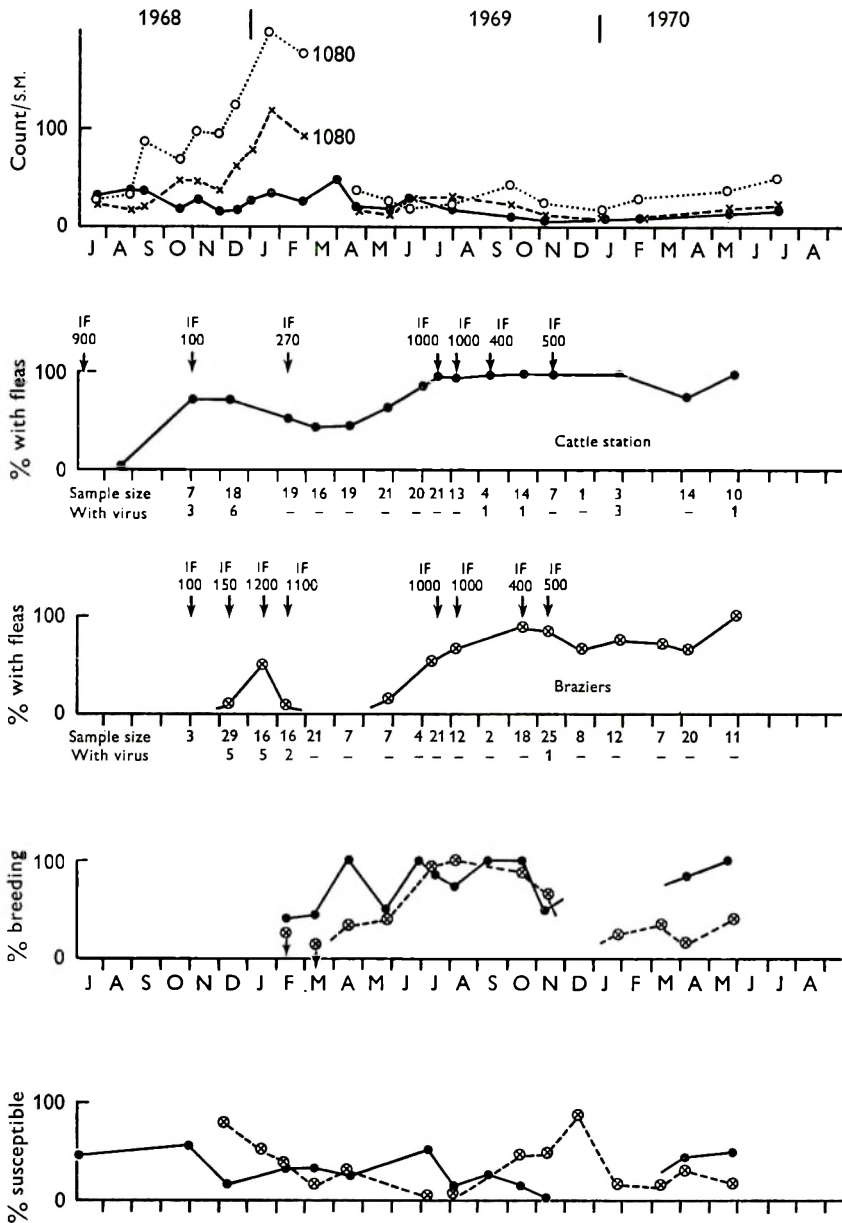 1968 1969 1970
1080
1080
Count/S.M.
100
0
J A S O N D J F M A M J J A S O N D J F M A M J J A
IF IF IF IF IF IF IF
900 100 270 1000 1000 400 500
% with fleas
100
0
Cattle station
Sample size 7 18 19 16 19 21 20 21 13 4 14 7 1 3 14 10
With virus 3 6 – – – – – – – 1 1 – – 3 – 1
IF IF IF IF IF IF IF IF
100 150 1200 1100 1000 1000 400 500
% with fleas
100
0
Braziers
Sample size 3 29 16 16 21 7 7 4 21 12 2 18 25 8 12 7 20 11
With virus 5 5 2 – – – – – – – – 1 – – – – –
% breeding
100
0
J A S O N D J F M A M J J A S O N D J F M A M J J A
% susceptible
100
0